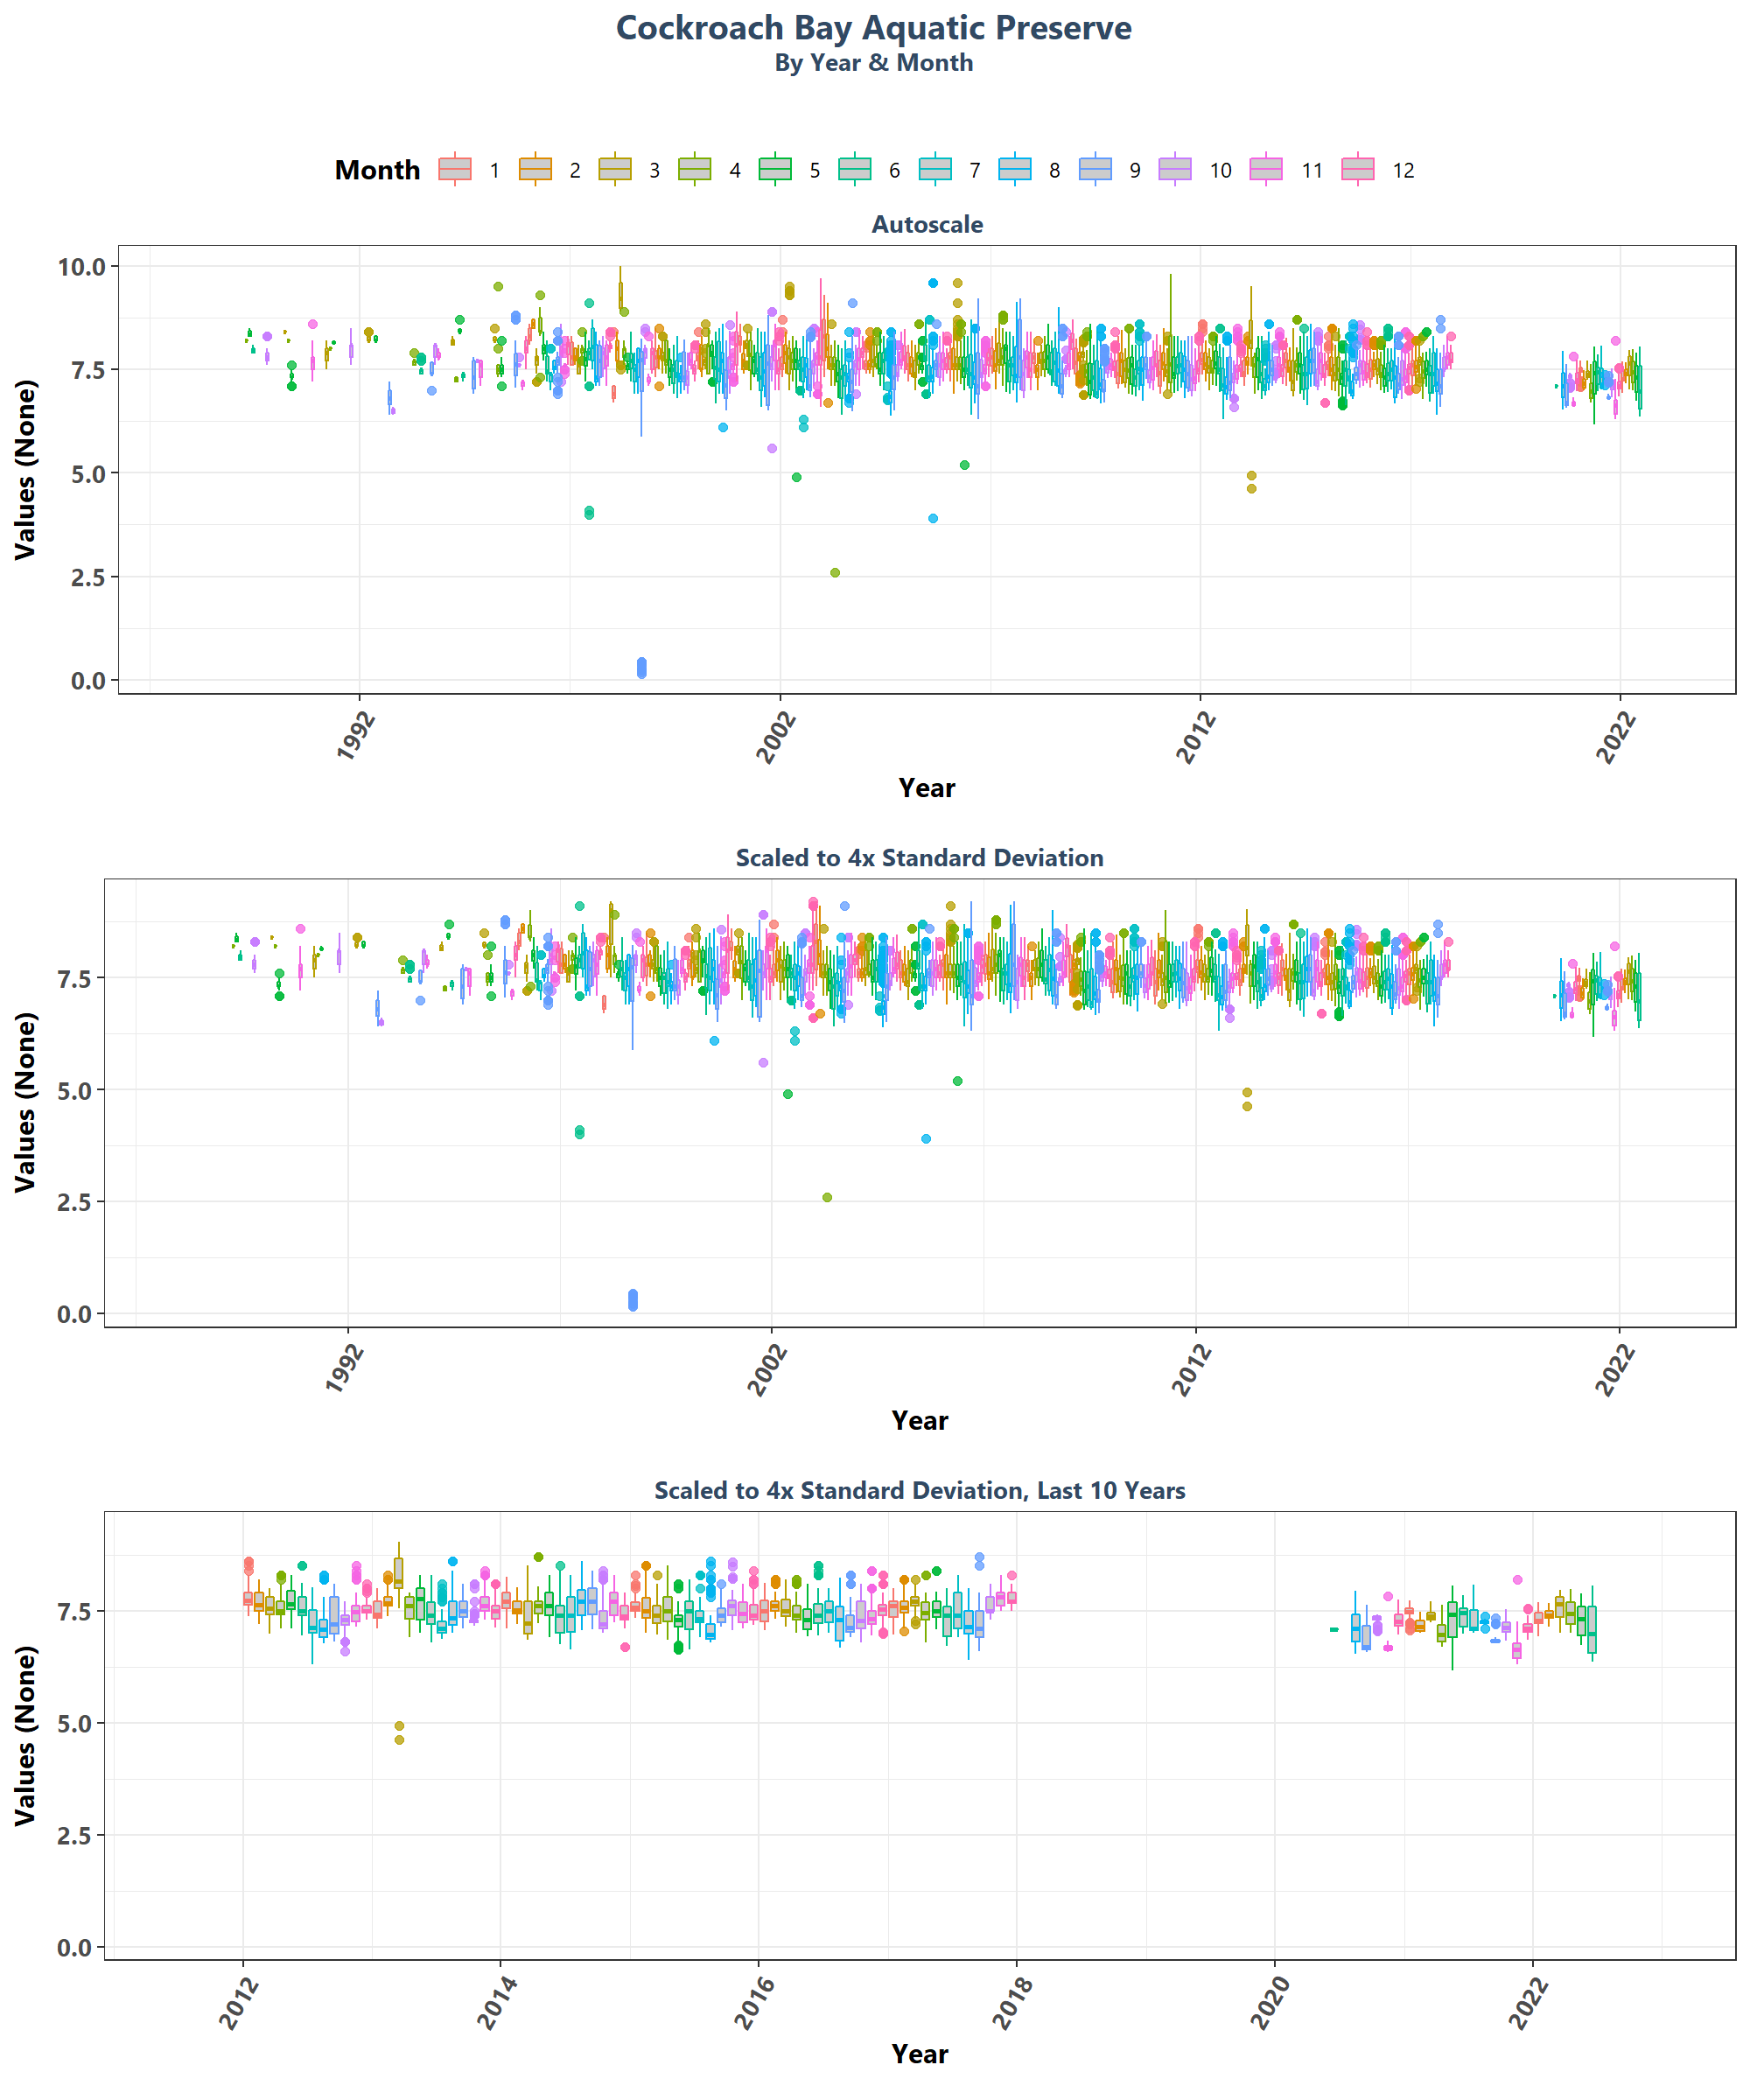 Cockroach Bay Aquatic Preserve
By Year & Month
Month 1 2 3 4 5 6 7 8 9 10 11 12
Autoscale
Values (None)
10.0
7.5
5.0
2.5
0.0
1992 2002 2012 2022
Year
Scaled to 4x Standard Deviation
Values (None)
7.5
5.0
2.5
0.0
1992 2002 2012 2022
Year
Scaled to 4x Standard Deviation, Last 10 Years
Values (None)
7.5
5.0
2.5
0.0
2012 2014 2016 2018 2020 2022
Year